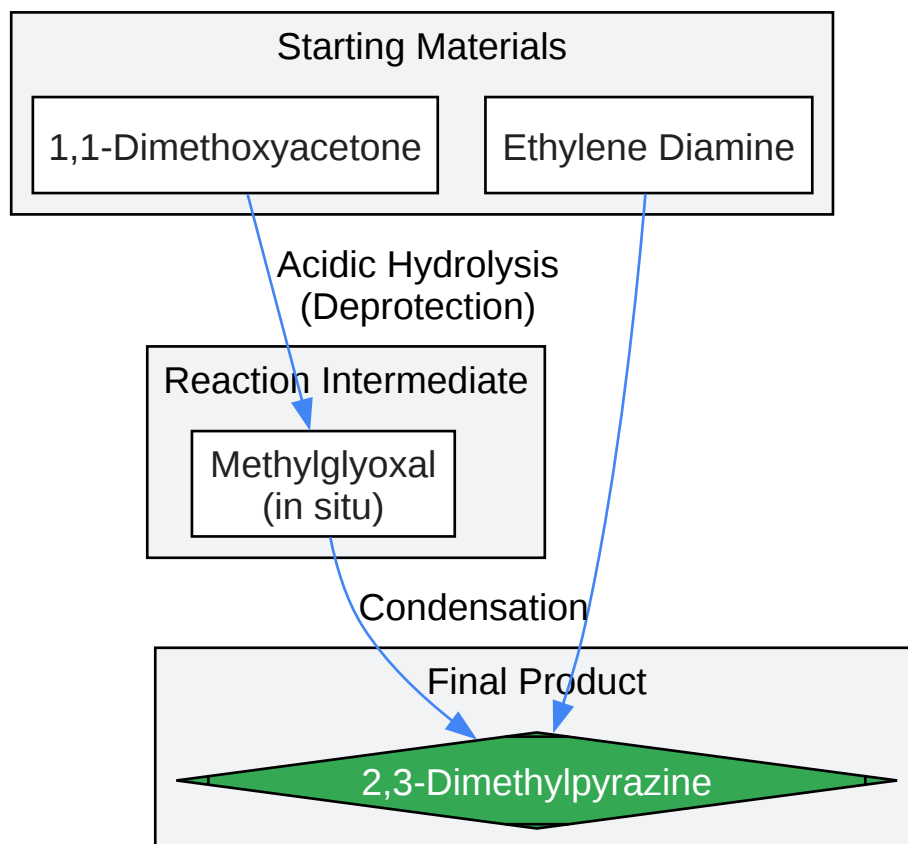 Starting Materials
1,1-Dimethoxyacetone
Ethylene Diamine
Acidic Hydrolysis
(Deprotection)
Reaction Intermediate
Methylglyoxal
(in situ)
Condensation
Final Product
2,3-Dimethylpyrazine